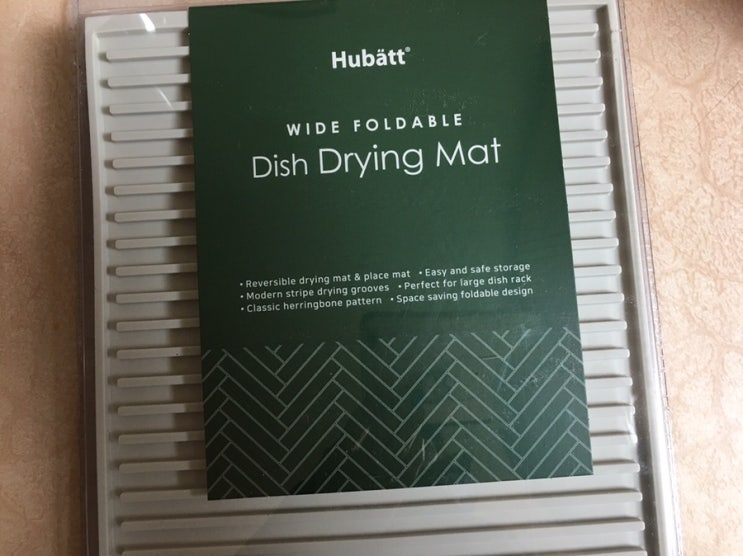 Hubätt®
WIDE FOLDABLE
Dish Drying Mat
• Reversible drying mat & place mat • Easy and safe storage
• Modern stripe drying grooves • Perfect for large dish rack
• Classic herringbone pattern • Space saving foldable design